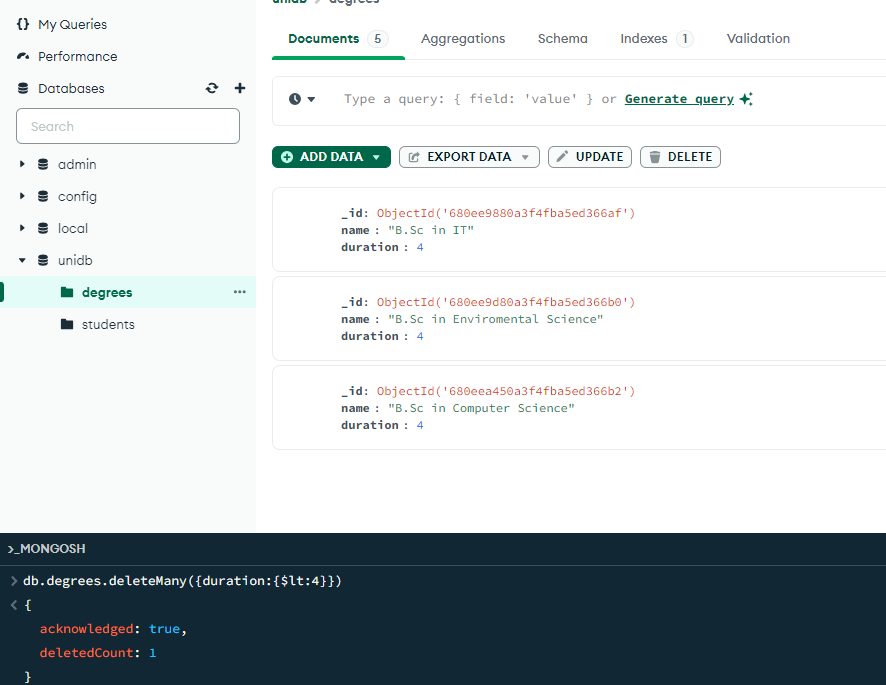 unidb > degrees
{} My Queries
Performance
Databases
Search
admin
config
local
unidb
degrees
students
Documents 5 Aggregations Schema Indexes 1 Validation
Type a query: { field: 'value' } or Generate query
ADD DATA EXPORT DATA UPDATE DELETE
_id: ObjectId('680ee9880a3f4fba5ed366af')
name : "B.Sc in IT"
duration : 4
_id: ObjectId('680ee9d80a3f4fba5ed366b0')
name : "B.Sc in Enviromental Science"
duration : 4
_id: ObjectId('680eea450a3f4fba5ed366b2')
name : "B.Sc in Computer Science"
duration : 4
>_MONGOSH
> db.degrees.deleteMany({duration:{$lt:4}})
< {
acknowledged: true,
deletedCount: 1
}